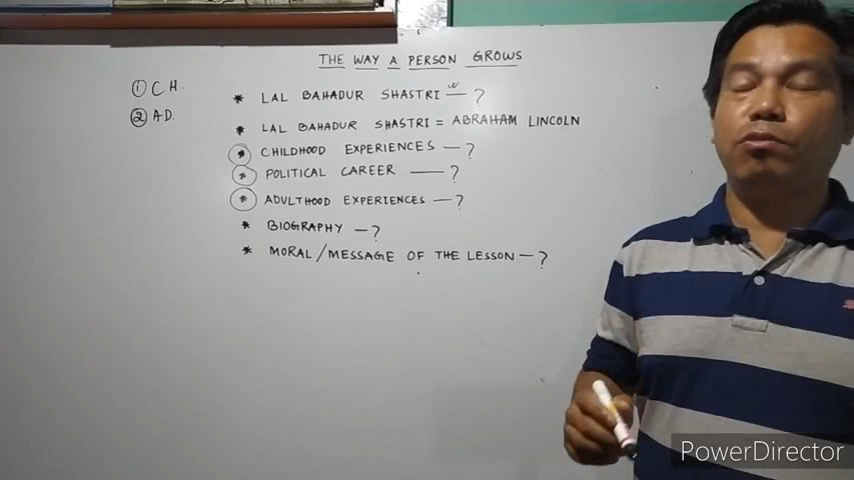 THE WAY A PERSON GROWS
① C H.
② A D.
* LAL BAHADUR SHASTRI — ?
* LAL BAHADUR SHASTRI = ABRAHAM LINCOLN
* CHILDHOOD EXPERIENCES — ?
* POLITICAL CAREER — ?
* ADULTHOOD EXPERIENCES — ?
* BIOGRAPHY — ?
* MORAL/MESSAGE OF THE LESSON — ?
PowerDirector